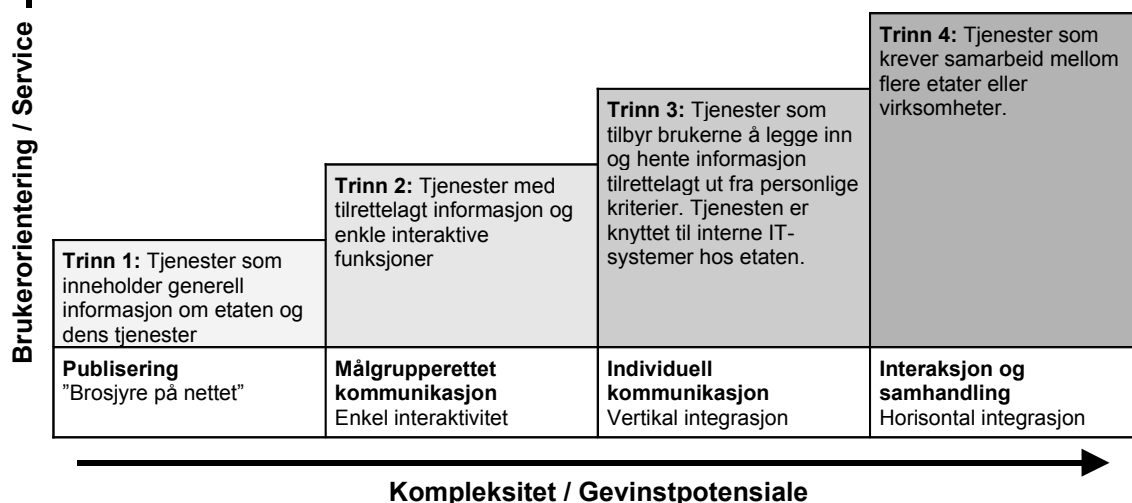 Brukerorientering / Service
Trinn 1: Tjenester som
inneholder generell
informasjon om etaten og
dens tjenester
Trinn 2: Tjenester med
tilrettelagt informasjon og
enkle interaktive
funksjoner
Trinn 3: Tjenester som
tilbyr brukerne å legge inn
og hente informasjon
tilrettelagt ut fra personlige
kriterier. Tjenesten er
knyttet til interne IT-
systemer hos etaten.
Trinn 4: Tjenester som
krever samarbeid mellom
flere etater eller
virksomheter.
Publisering
”Brosjyre på nettet”
Målgrupperettet
kommunikasjon
Enkel interaktivitet
Individuell
kommunikasjon
Vertikal integrasjon
Interaksjon og
samhandling
Horisontal integrasjon
Kompleksitet / Gevinstpotensiale